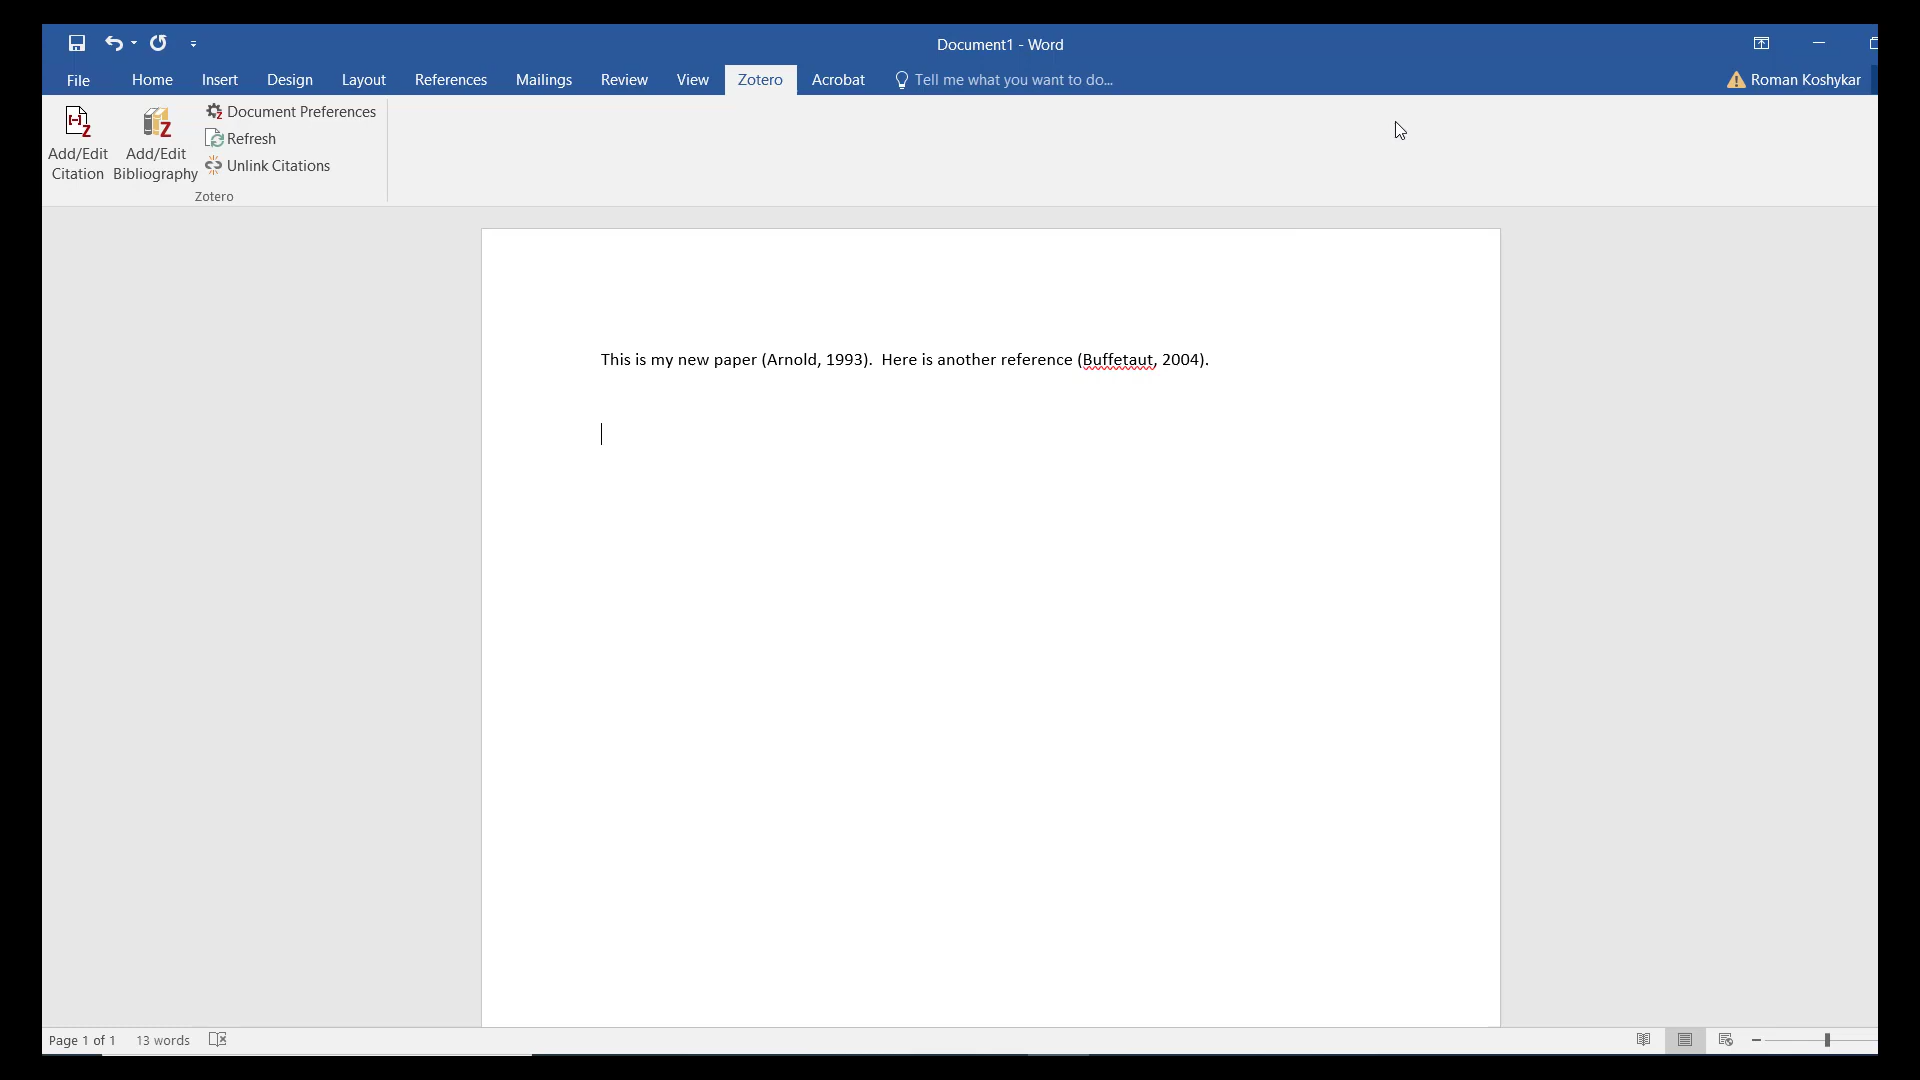 Document1 - Word
File Home Insert Design Layout References Mailings Review View Zotero Acrobat Tell me what you want to do... Roman Koshykar
Add/Edit Citation
Add/Edit Bibliography
Document Preferences
Refresh
Unlink Citations
Zotero
This is my new paper (Arnold, 1993).  Here is another reference (Buffetaut, 2004).
Page 1 of 1 13 words